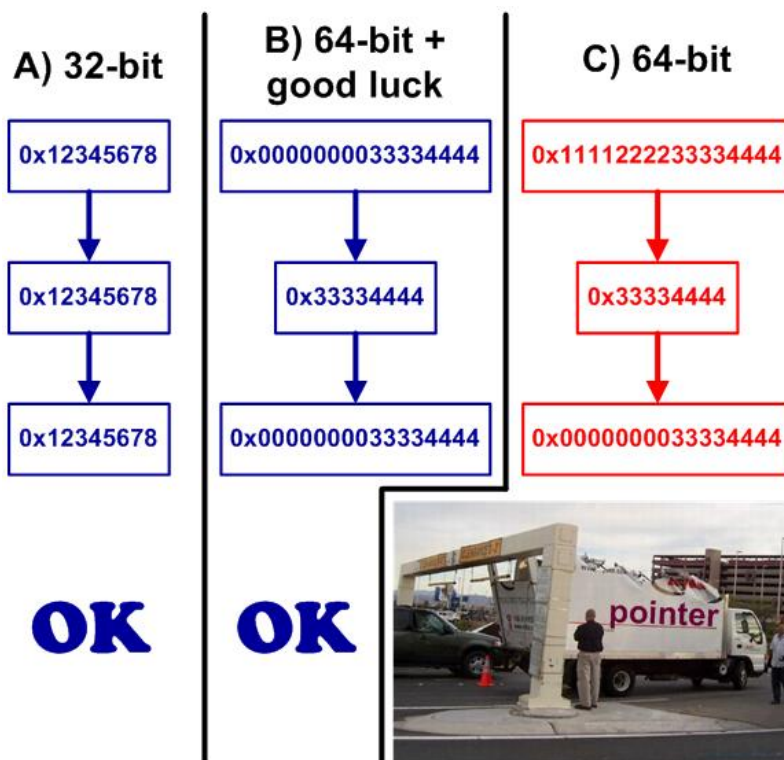 A) 32-bit
0x12345678
0x12345678
0x12345678
OK
B) 64-bit +
good luck
0x0000000033334444
0x33334444
0x0000000033334444
OK
C) 64-bit
0x1111222233334444
0x33334444
0x0000000033334444
pointer